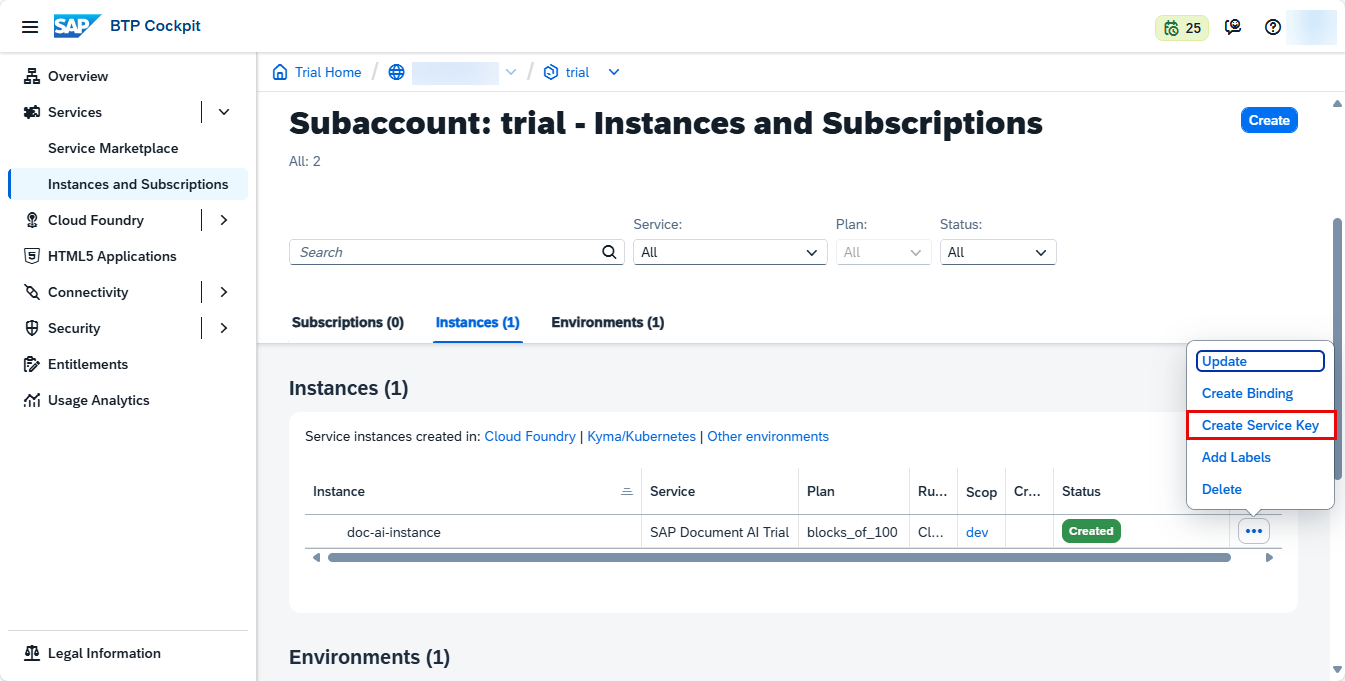 SAP BTP Cockpit 25
Overview
Services
Service Marketplace
Instances and Subscriptions
Cloud Foundry
HTML5 Applications
Connectivity
Security
Entitlements
Usage Analytics
Legal Information
Trial Home / / trial
Subaccount: trial - Instances and Subscriptions
Create
All: 2
Service: Plan: Status:
Search All All All
Subscriptions (0) Instances (1) Environments (1)
Instances (1)
Service instances created in: Cloud Foundry | Kyma/Kubernetes | Other environments
Instance Service Plan Ru... Scop Cr... Status
doc-ai-instance SAP Document AI Trial blocks_of_100 Cl... dev Created
Update
Create Binding
Create Service Key
Add Labels
Delete
Environments (1)